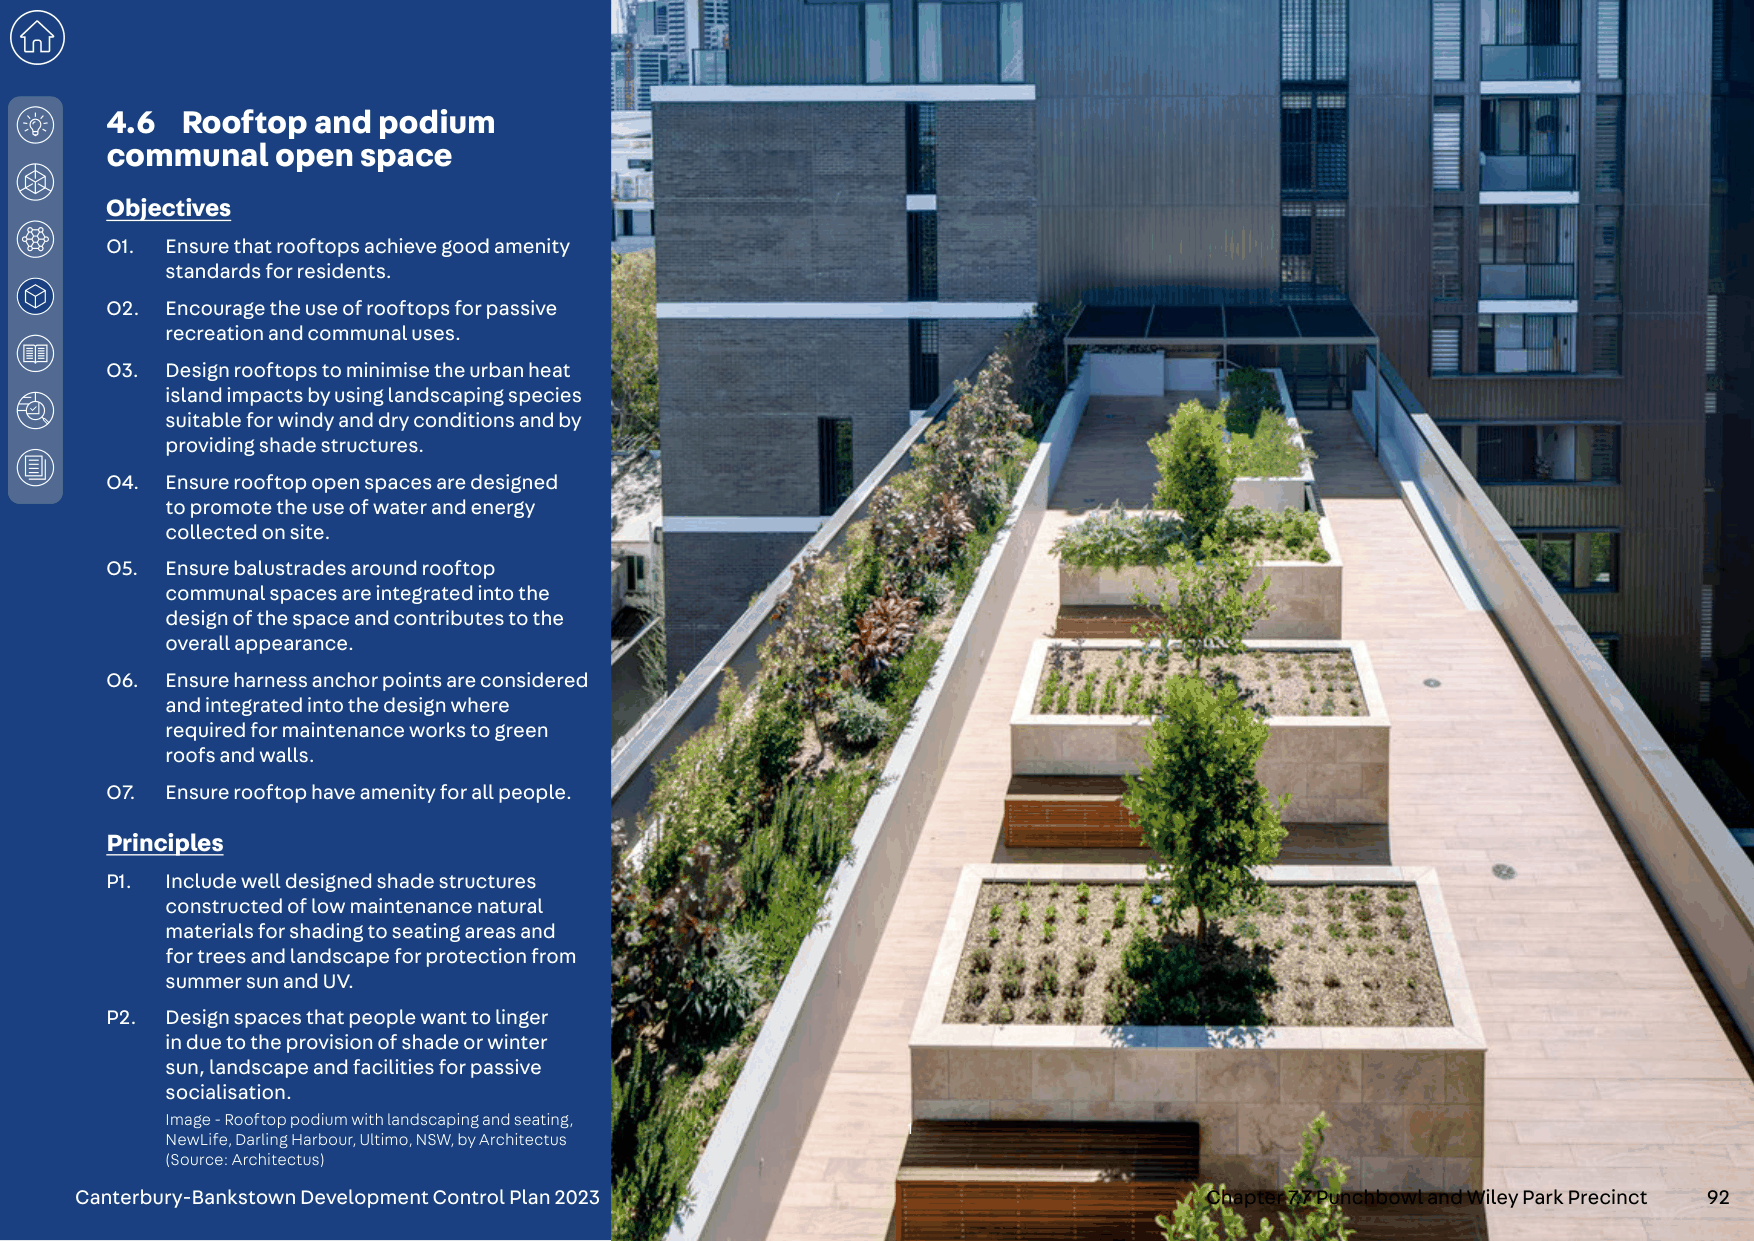 4.6 Rooftop and podium
communal open space
Objectives
O1. Ensure that rooftops achieve good amenity
standards for residents.
O2. Encourage the use of rooftops for passive
recreation and communal uses.
O3. Design rooftops to minimise the urban heat
island impacts by using landscaping species
suitable for windy and dry conditions and by
providing shade structures.
O4. Ensure rooftop open spaces are designed
to promote the use of water and energy
collected on site.
O5. Ensure balustrades around rooftop
communal spaces are integrated into the
design of the space and contributes to the
overall appearance.
O6. Ensure harness anchor points are considered
and integrated into the design where
required for maintenance works to green
roofs and walls.
O7. Ensure rooftop have amenity for all people.
Principles
P1. Include well designed shade structures
constructed of low maintenance natural
materials for shading to seating areas and
for trees and landscape for protection from
summer sun and UV.
P2. Design spaces that people want to linger
in due to the provision of shade or winter
sun, landscape and facilities for passive
socialisation.
Image - Rooftop podium with landscaping and seating,
NewLife, Darling Harbour, Ultimo, NSW, by Architectus
(Source: Architectus)
Canterbury-Bankstown Development Control Plan 2023
Chapter 7.7 Punchbowl and Wiley Park Precinct 92